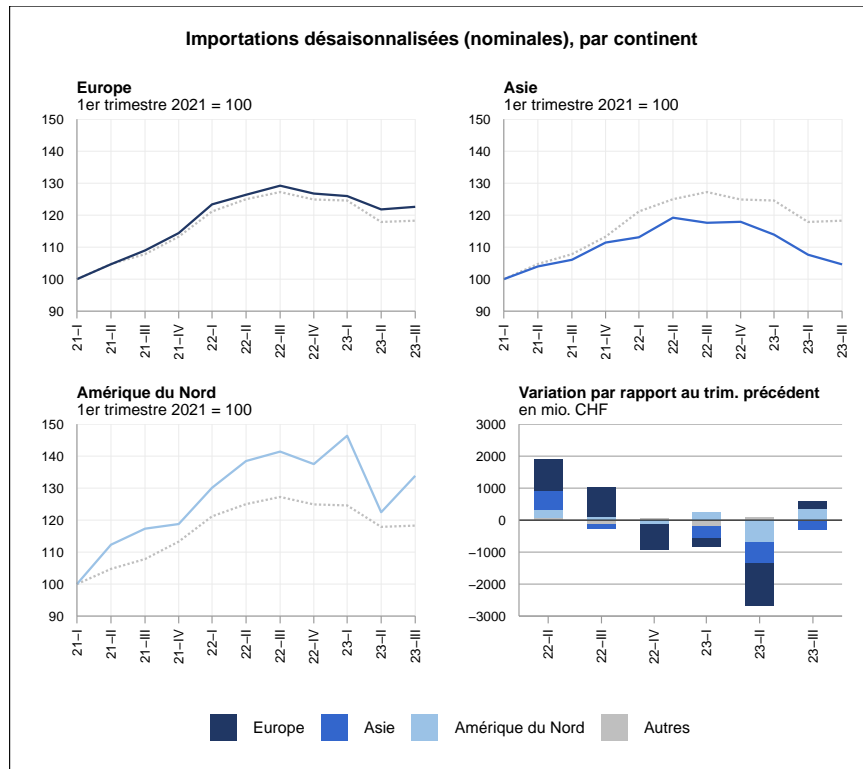 Importations désaisonnalisées (nominales), par continent
Europe
1er trimestre 2021 = 100
150
140
130
120
110
100
90
21–I
21–II
21–III
21–IV
22–I
22–II
22–III
22–IV
23–I
23–II
23–III
Asie
1er trimestre 2021 = 100
150
140
130
120
110
100
90
21–I
21–II
21–III
21–IV
22–I
22–II
22–III
22–IV
23–I
23–II
23–III
Amérique du Nord
1er trimestre 2021 = 100
150
140
130
120
110
100
90
21–I
21–II
21–III
21–IV
22–I
22–II
22–III
22–IV
23–I
23–II
23–III
Variation par rapport au trim. précédent
en mio. CHF
3000
2000
1000
0
−1000
−2000
−3000
22–II
22–III
22–IV
23–I
23–II
23–III
Europe
Asie
Amérique du Nord
Autres